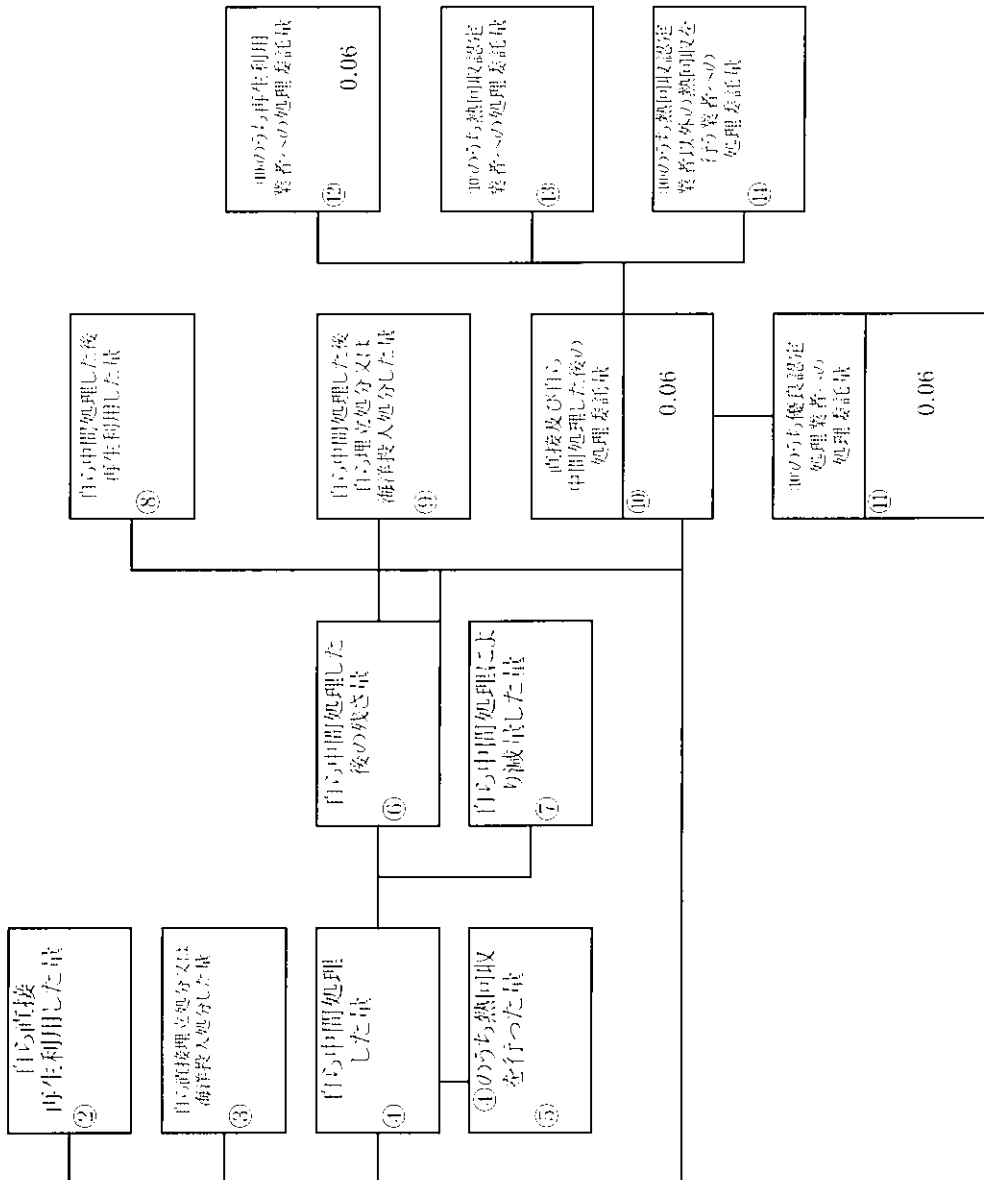 自ら直接
再生利用した量
②
自ら直接埋立処分又は
海洋投入処分した量
③
自ら中間処理
した量
④
④のうち熱回収
を行った量
⑤
自ら中間処理した
後の残さ量
⑥
自ら中間処理によ
り減量した量
⑦
自ら中間処理した後
再生利用した量
⑧
自ら中間処理した後
自ら埋立処分又は
海洋投入処分した量
⑨
直接及び自ら
中間処理した後の
処理委託量
⑩
0.06
⑩のうち優良認定
処理業者への
処理委託量
⑪
0.06
⑩のうち再生利用
業者への処理委託量
⑫
0.06
⑩のうち熱回収認定
業者への処理委託量
⑬
⑩のうち熱回収認定
業者以外の熱回収を
行う業者への
処理委託量
⑭